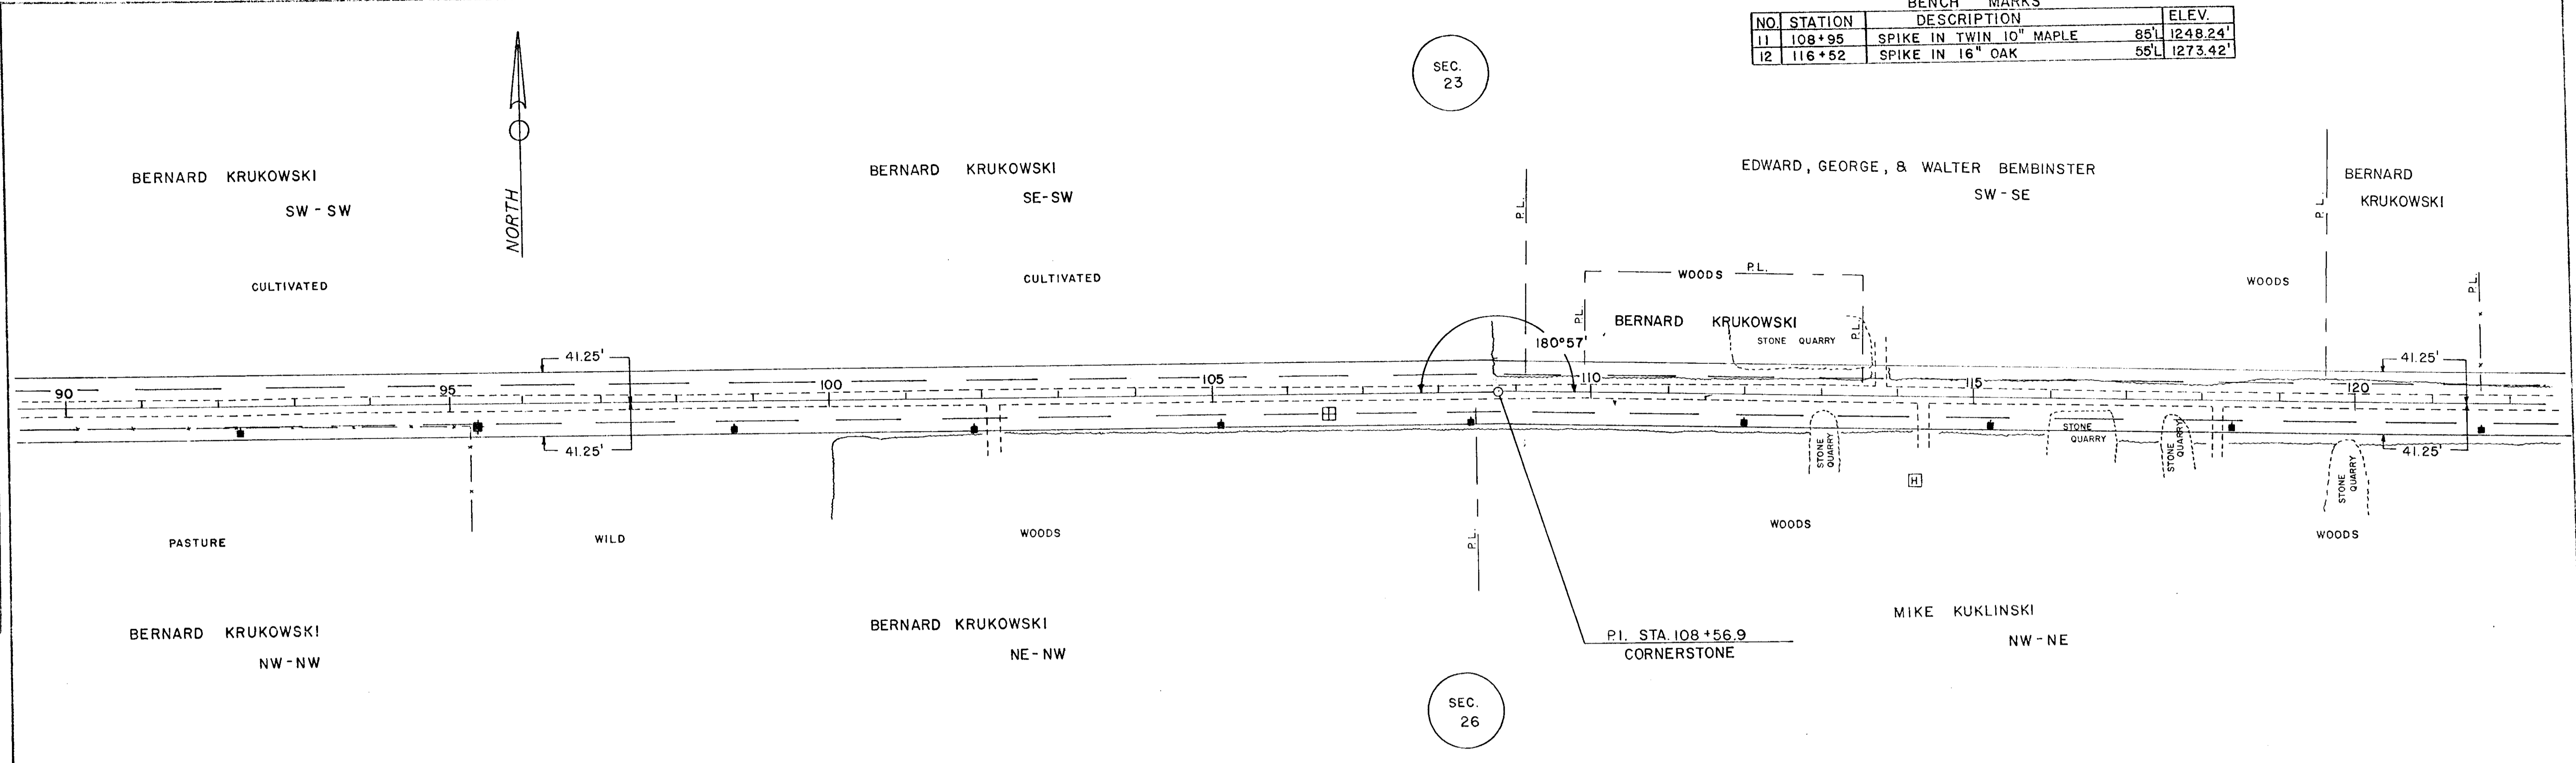 BENCH MARKS
NO. STATION DESCRIPTION ELEV.
11 108+95 SPIKE IN TWIN 10" MAPLE 85'L 1248.24'
12 116+52 SPIKE IN 16" OAK 55'L 1273.42'
SEC.
23
NORTH
BERNARD KRUKOWSKI
SW - SW
CULTIVATED
BERNARD KRUKOWSKI
SE-SW
CULTIVATED
EDWARD, GEORGE, & WALTER BEMBINSTER
SW - SE
BERNARD
KRUKOWSKI
P.L.
P.L.
P.L.
WOODS
WOODS P.L.
P.L.
P.L.
BERNARD KRUKOWSKI
STONE QUARRY
180°57'
41.25'
41.25'
90
95
100
105
110
115
120
41.25'
41.25'
STONE
QUARRY
STONE
QUARRY
STONE
QUARRY
STONE
QUARRY
H
PASTURE
WILD
WOODS
P.L.
WOODS
WOODS
BERNARD KRUKOWSKI
NW-NW
BERNARD KRUKOWSKI
NE-NW
P.I. STA. 108+56.9
CORNERSTONE
MIKE KUKLINSKI
NW-NE
SEC.
26